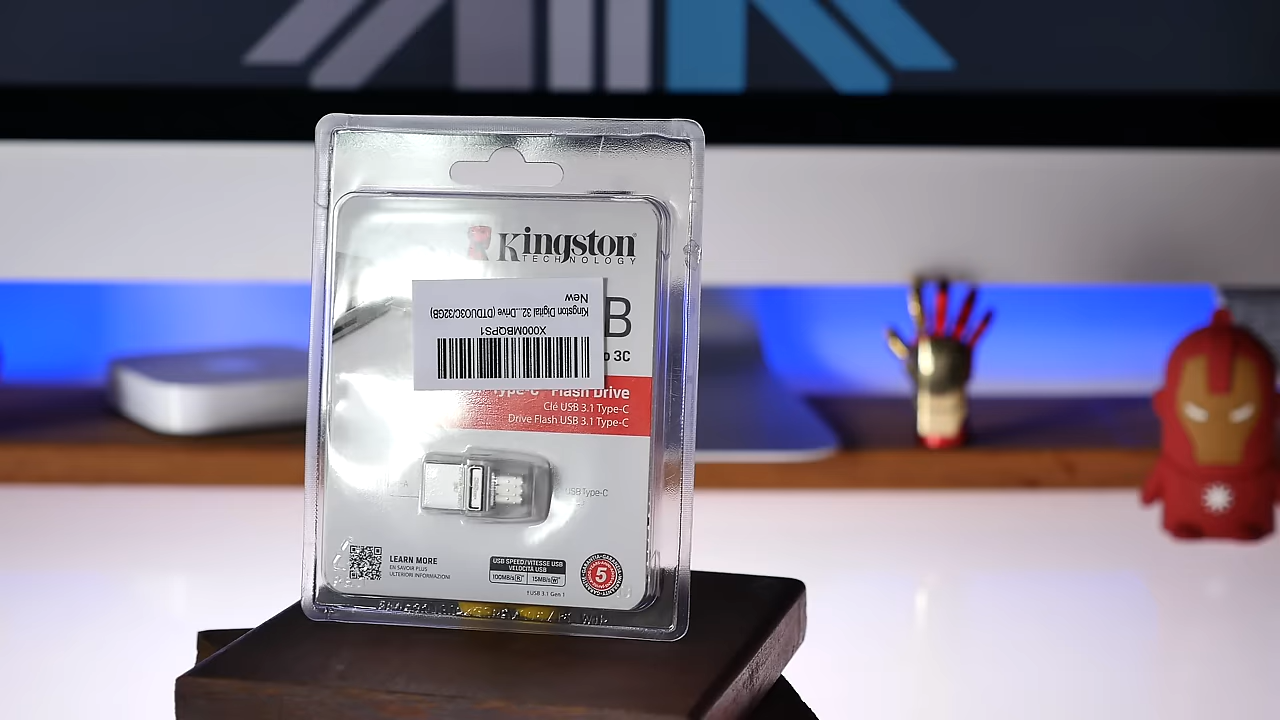 Kingston
TECHNOLOGY
New
Kingston Digital 32...Drive (DTDUO3C/32GB)
X000MBQPS1
B
o 3C
Type-C Flash Drive
Clé USB 3.1 Type-C
Drive Flash USB 3.1 Type-C
USB Type-C
LEARN MORE
EN SAVOIR PLUS
ULTERIORI INFORMAZIONI
USB SPEED/VITESSE USB
VELOCITÀ USB
100MB/s [R] 15MB/s [W]
5
†USB 3.1 Gen 1